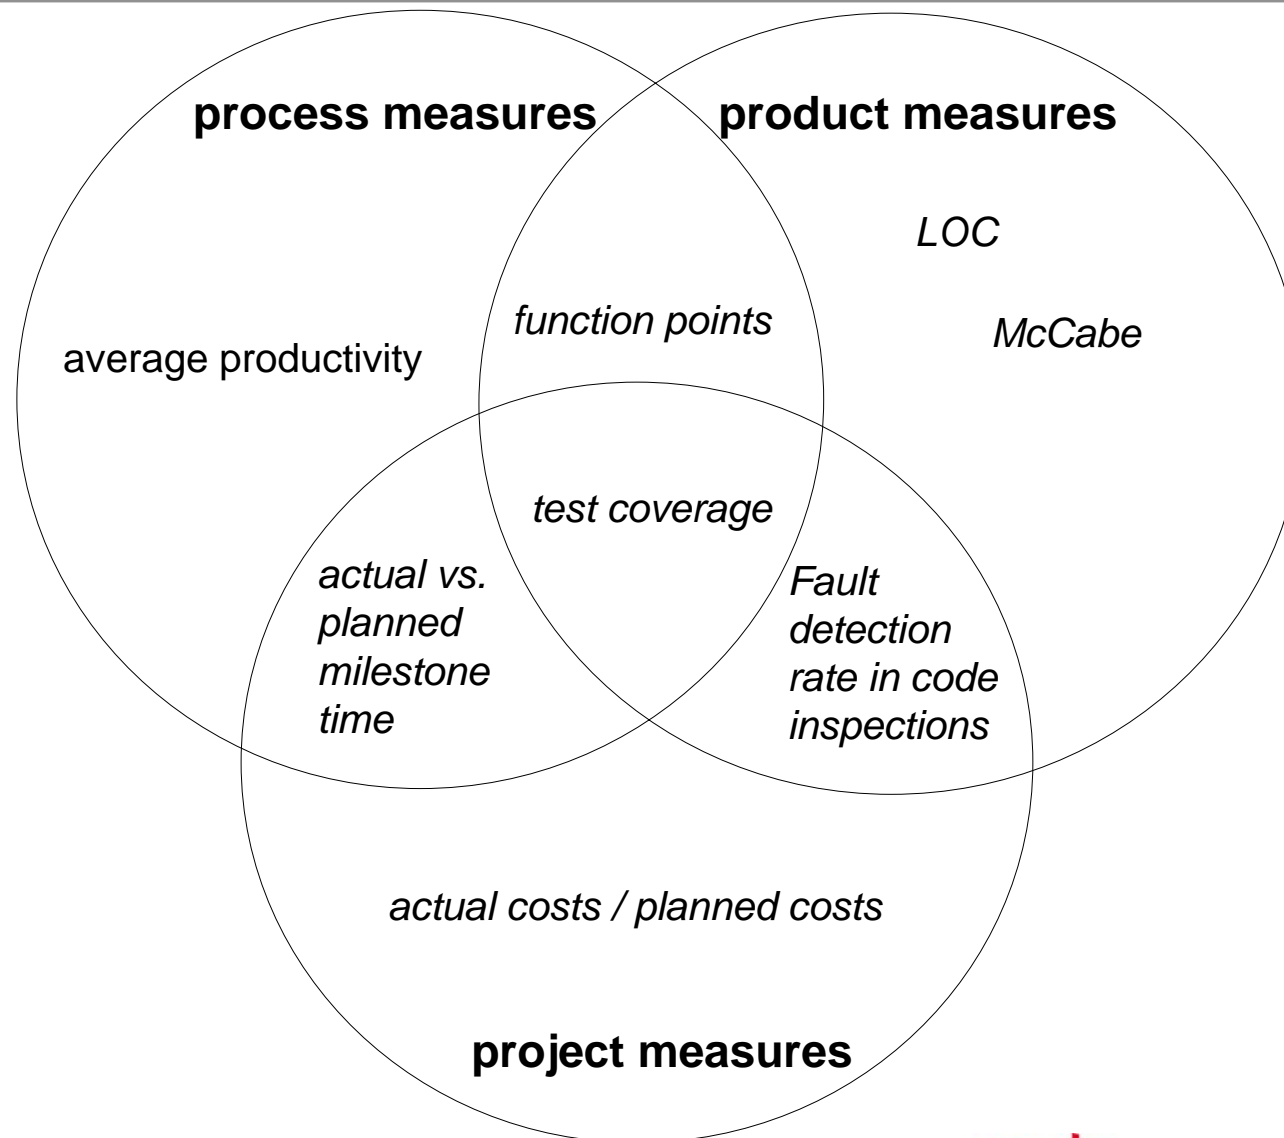 process measures
product measures
LOC
function points
McCabe
average productivity
test coverage
actual vs.
planned
milestone
time
Fault
detection
rate in code
inspections
actual costs / planned costs
project measures